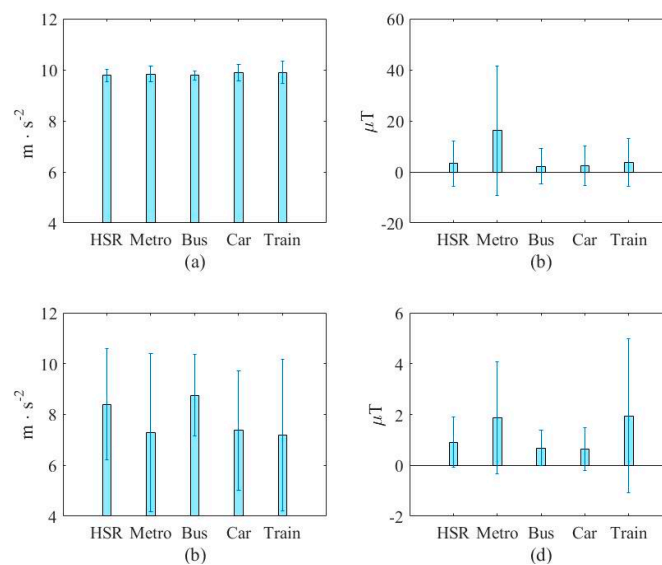 12
10
8
6
4
m · s⁻²
HSR Metro Bus Car Train
(a)
60
40
20
0
-20
μT
HSR Metro Bus Car Train
(b)
12
10
8
6
4
m · s⁻²
HSR Metro Bus Car Train
(b)
6
4
2
0
-2
μT
HSR Metro Bus Car Train
(d)